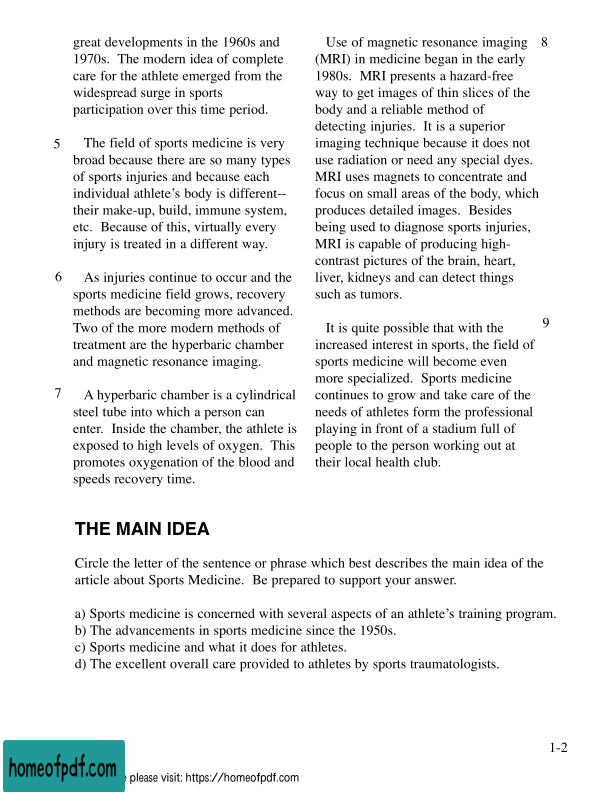 great developments in the 1960s and
1970s. The modern idea of complete
care for the athlete emerged from the
widespread surge in sports
participation over this time period.
5 The field of sports medicine is very
broad because there are so many types
of sports injuries and because each
individual athlete's body is different--
their make-up, build, immune system,
etc. Because of this, virtually every
injury is treated in a different way.
6 As injuries continue to occur and the
sports medicine field grows, recovery
methods are becoming more advanced.
Two of the more modern methods of
treatment are the hyperbaric chamber
and magnetic resonance imaging.
7 A hyperbaric chamber is a cylindrical
steel tube into which a person can
enter. Inside the chamber, the athlete is
exposed to high levels of oxygen. This
promotes oxygenation of the blood and
speeds recovery time.
Use of magnetic resonance imaging 8
(MRI) in medicine began in the early
1980s. MRI presents a hazard-free
way to get images of thin slices of the
body and a reliable method of
detecting injuries. It is a superior
imaging technique because it does not
use radiation or need any special dyes.
MRI uses magnets to concentrate and
focus on small areas of the body, which
produces detailed images. Besides
being used to diagnose sports injuries,
MRI is capable of producing high-
contrast pictures of the brain, heart,
liver, kidneys and can detect things
such as tumors.
It is quite possible that with the 9
increased interest in sports, the field of
sports medicine will become even
more specialized. Sports medicine
continues to grow and take care of the
needs of athletes form the professional
playing in front of a stadium full of
people to the person working out at
their local health club.
THE MAIN IDEA
Circle the letter of the sentence or phrase which best describes the main idea of the
article about Sports Medicine. Be prepared to support your answer.
a) Sports medicine is concerned with several aspects of an athlete's training program.
b) The advancements in sports medicine since the 1950s.
c) Sports medicine and what it does for athletes.
d) The excellent overall care provided to athletes by sports traumatologists.
1-2
homeofpdf.com
please visit: https://homeofpdf.com